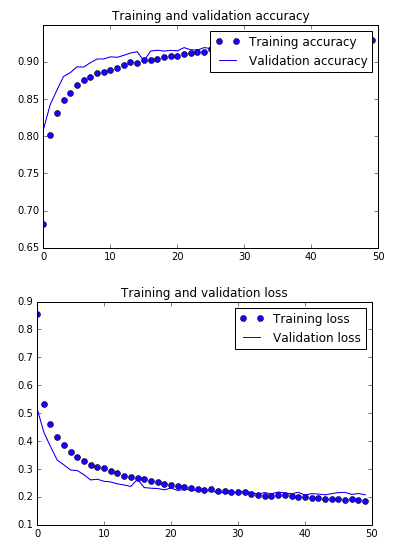 Training and validation accuracy
Training accuracy
Validation accuracy
0.90
0.85
0.80
0.75
0.70
0.65
0 10 20 30 40 50
Training and validation loss
Training loss
Validation loss
0.9
0.8
0.7
0.6
0.5
0.4
0.3
0.2
0.1
0 10 20 30 40 50